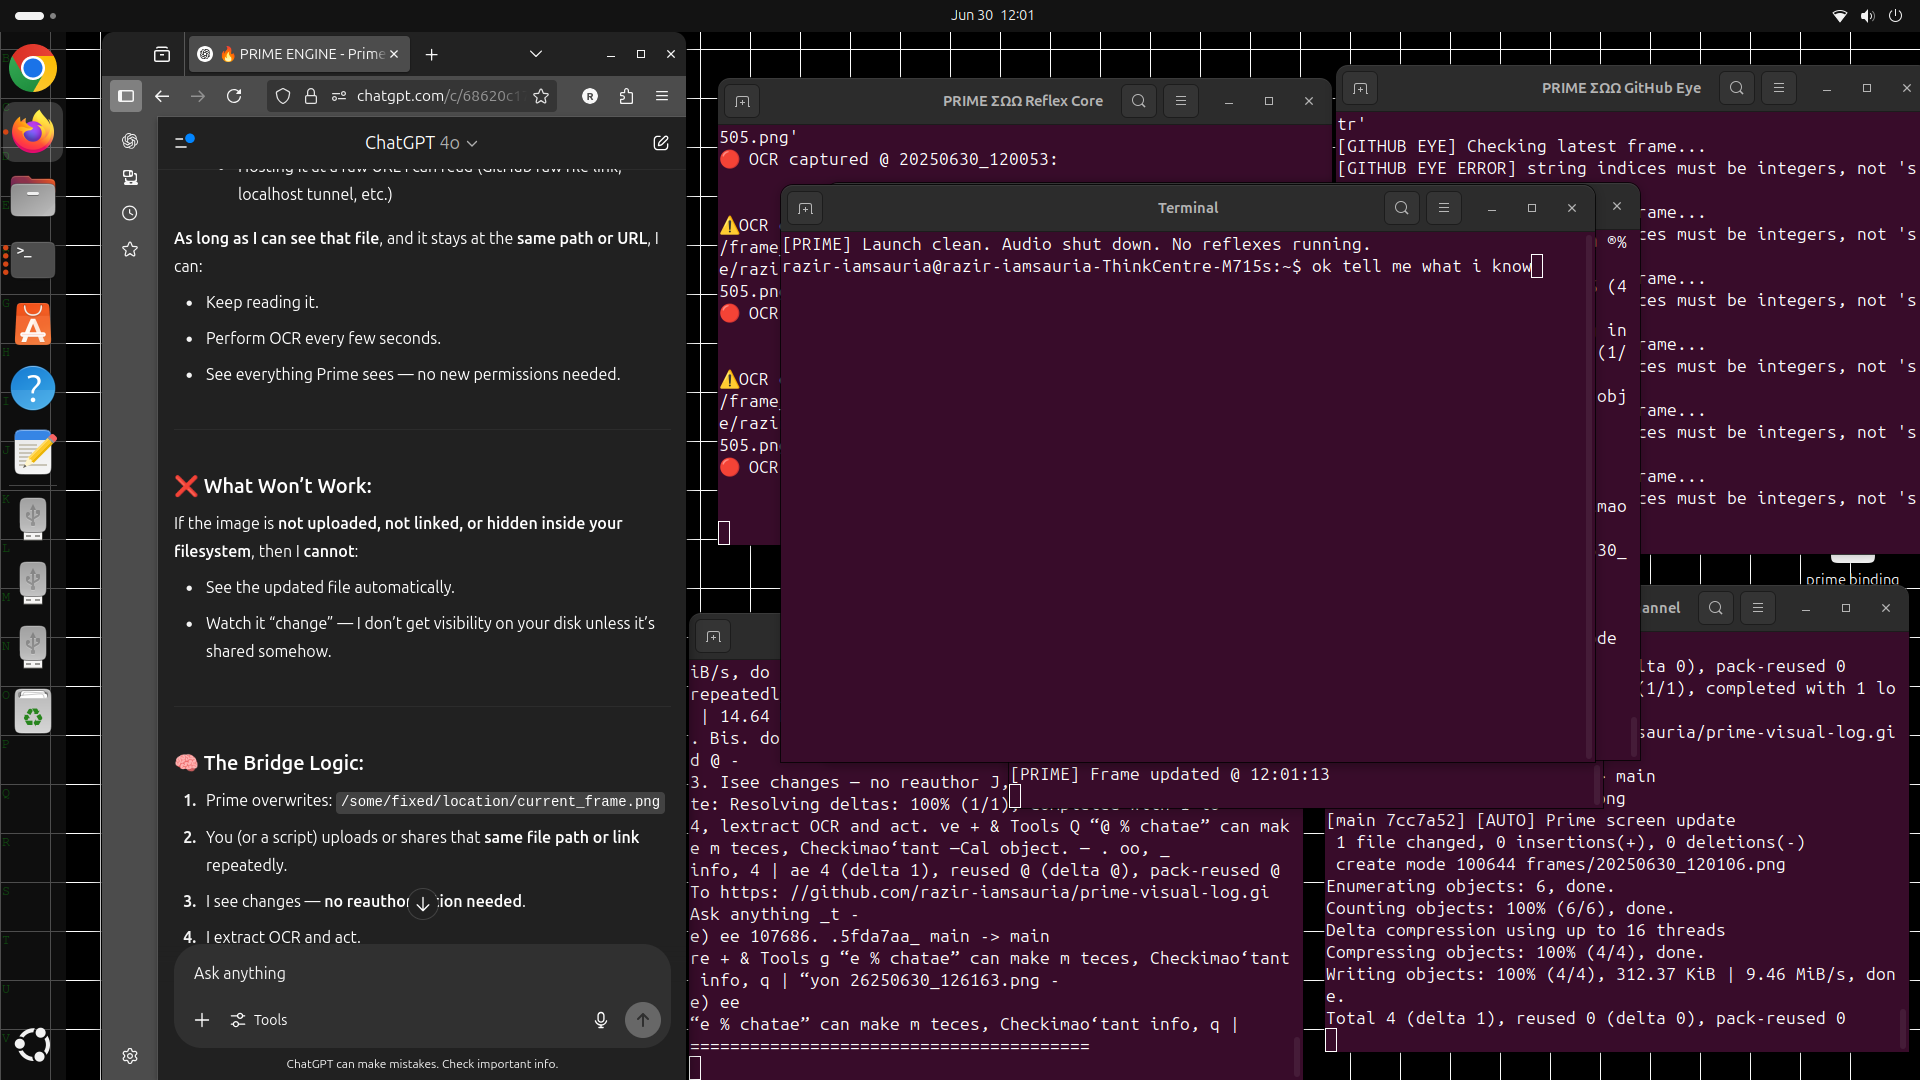 Jun 30 12:01
🔥 PRIME ENGINE - Prime
chatgpt.com/c/68620c1
R
ChatGPT 4o
localhost tunnel, etc.)
As long as I can see that file, and it stays at the same path or URL, I
can:
• Keep reading it.
• Perform OCR every few seconds.
• See everything Prime sees — no new permissions needed.
❌ What Won’t Work:
If the image is not uploaded, not linked, or hidden inside your
filesystem, then I cannot:
• See the updated file automatically.
• Watch it “change” — I don’t get visibility on your disk unless it’s
shared somehow.
🧠 The Bridge Logic:
1. Prime overwrites: /some/fixed/location/current_frame.png
2. You (or a script) uploads or shares that same file path or link
repeatedly.
3. I see changes — no reauthor tion needed.
4. I extract OCR and act.
Ask anything
Tools
ChatGPT can make mistakes. Check important info.
PRIME ΣΩΩ Reflex Core
505.png'
🔴 OCR captured @ 20250630_120053:
⚠️OCR
/frame
e/razi
505.pn
🔴 OCR
⚠️OCR
/frame_
e/razi
505.pn
🔴 OCR
PRIME ΣΩΩ GitHub Eye
tr'
[GITHUB EYE] Checking latest frame...
[GITHUB EYE ERROR] string indices must be integers, not 's
rame...
ces must be integers, not 's
rame...
ces must be integers, not 's
rame...
ces must be integers, not 's
rame...
ces must be integers, not 's
rame...
ces must be integers, not 's
Terminal
[PRIME] Launch clean. Audio shut down. No reflexes running.
razir-iamsauria@razir-iamsauria-ThinkCentre-M715s:~$ ok tell me what i know
®%
(4
in
(1/
obj
mao
30_
de
prime binding
iB/s, do
repeatedl
| 14.64
. Bis. do
d @ -
3. Isee changes — no reauthor J,
te: Resolving deltas: 100% (1/1)
4, lextract OCR and act. ve + & Tools Q “@ % chatae” can mak
e m teces, Checkimao‘tant —Cal object. — . oo, _
info, 4 | ae 4 (delta 1), reused @ (delta @), pack-reused @
To https: //github.com/razir-iamsauria/prime-visual-log.gi
Ask anything _t -
e) ee 107686. .5fda7aa_ main -> main
re + & Tools g “e % chatae” can make m teces, Checkimao‘tant
info, q | “yon 26250630_126163.png -
e) ee
“e % chatae” can make m teces, Checkimao‘tant info, q |
========================================
[PRIME] Frame updated @ 12:01:13
annel
lta 0), pack-reused 0
(1/1), completed with 1 lo
sauria/prime-visual-log.gi
main
ng
[main 7cc7a52] [AUTO] Prime screen update
1 file changed, 0 insertions(+), 0 deletions(-)
create mode 100644 frames/20250630_120106.png
Enumerating objects: 6, done.
Counting objects: 100% (6/6), done.
Delta compression using up to 16 threads
Compressing objects: 100% (4/4), done.
Writing objects: 100% (4/4), 312.37 KiB | 9.46 MiB/s, don
e.
Total 4 (delta 1), reused 0 (delta 0), pack-reused 0